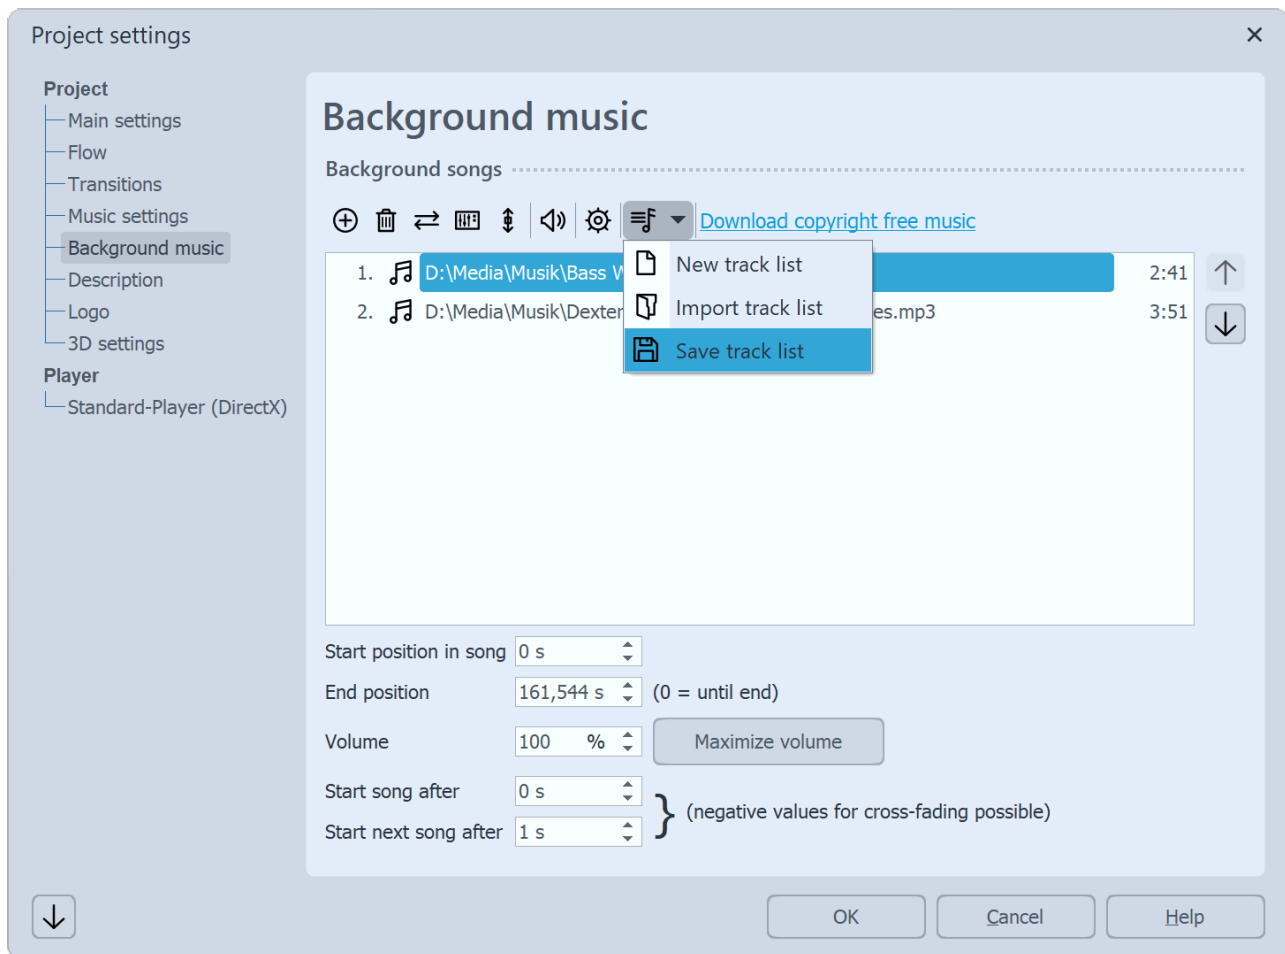 Project settings
Project
Main settings
Flow
Transitions
Music settings
Background music
Description
Logo
3D settings
Player
Standard-Player (DirectX)
Background music
Background songs
Download copyright free music
1. D:\Media\Musik\Bass 2:41
2. D:\Media\Musik\Dexter es.mp3 3:51
New track list
Import track list
Save track list
Start position in song 0 s
End position 161,544 s (0 = until end)
Volume 100 % Maximize volume
Start song after 0 s
} (negative values for cross-fading possible)
Start next song after 1 s
OK Cancel Help